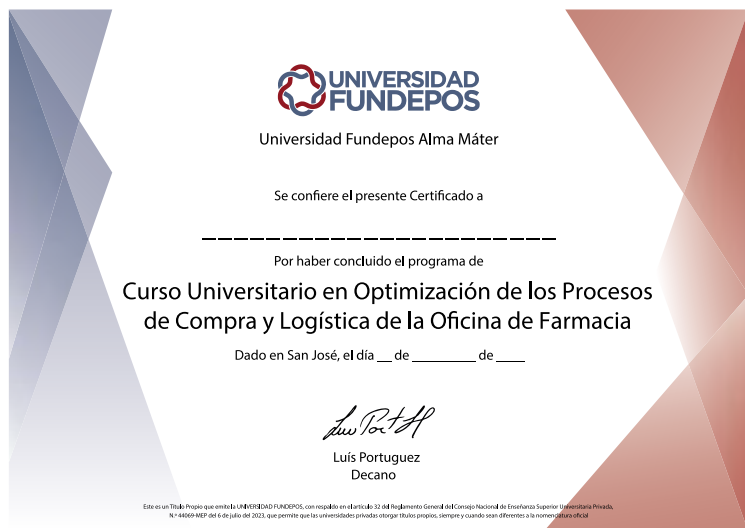 UNIVERSIDAD
FUNDEPOS
Universidad Fundepos Alma Máter
Se confiere el presente Certificado a
_______________________
Por haber concluido el programa de
Curso Universitario en Optimización de los Procesos
de Compra y Logística de la Oficina de Farmacia
Dado en San José, el día __ de ________ de ____
Luís Portuguez
Decano
Este es un Título Propio que emite la UNIVERSIDAD FUNDEPOS, con respaldo en el artículo 32 del Reglamento General del Consejo Nacional de Enseñanza Superior Universitaria Privada,
N.º 44069-MEP del 6 de julio del 2023, que permite que las universidades privadas otorgar títulos propios, siempre y cuando sean diferentes a la nomenclatura oficial